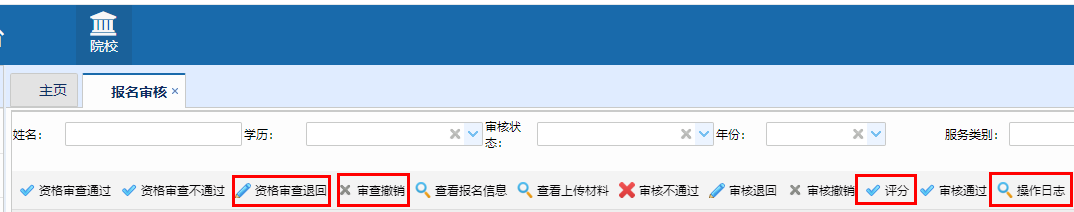 台
院校
主页 报名审核 ×
姓名： 学历： 审核状态： 年份： 服务类别：
资格审查通过 资格审查不通过 资格审查退回 审查撤销 查看报名信息 查看上传材料 审核不通过 审核退回 审核撤销 评分 审核通过 操作日志